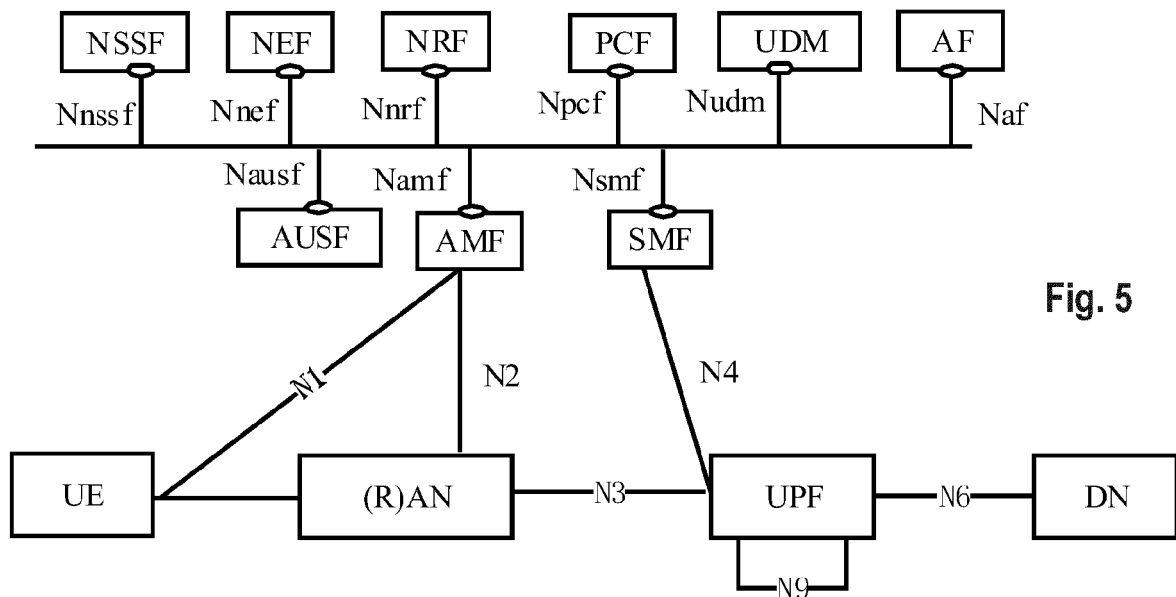 NSSF NEF NRF PCF UDM AF
Nnssf Nnef Nnrf Npcf Nudm Naf
Nausf Namf Nsmf
AUSF AMF SMF
Fig. 5
N1 N2 N4
UE (R)AN N3 UPF N6 DN
N9